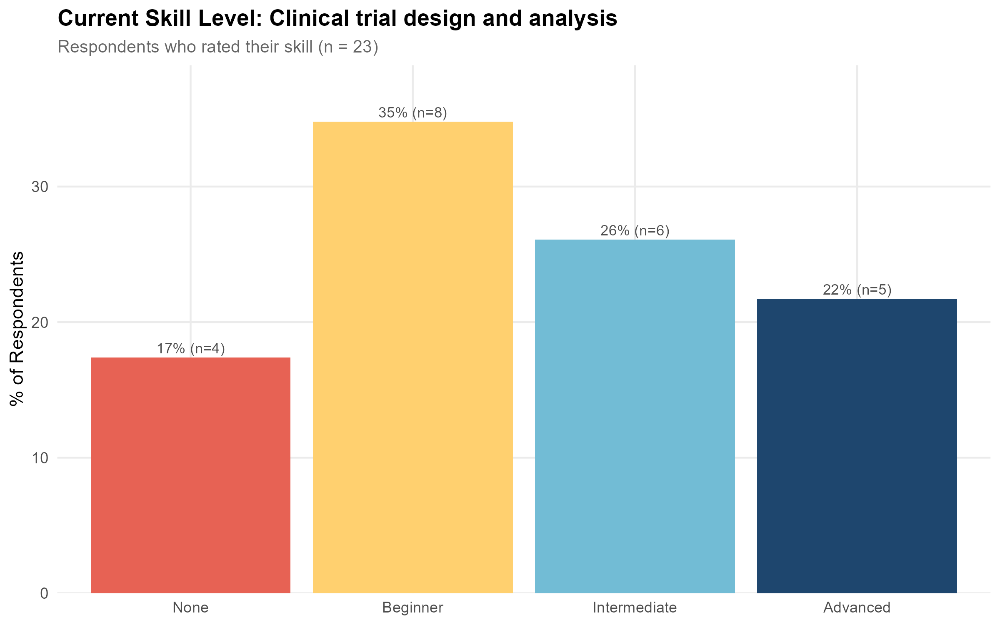 Current Skill Level: Clinical trial design and analysis
Respondents who rated their skill (n = 23)
% of Respondents
30
20
10
0
17% (n=4)
35% (n=8)
26% (n=6)
22% (n=5)
None
Beginner
Intermediate
Advanced